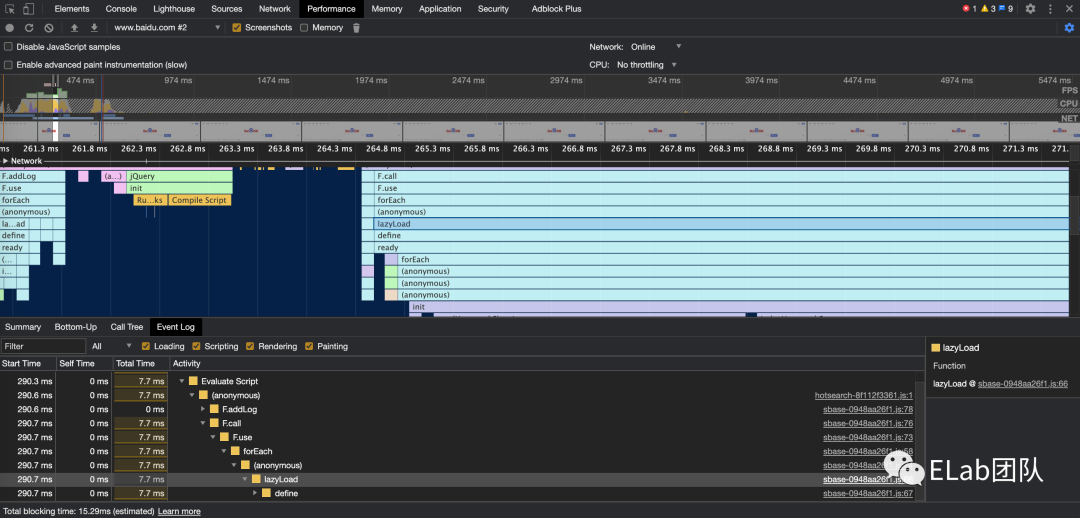 Elements Console Lighthouse Sources Network Performance Memory Application Security Adblock Plus 1 3 9
www.baidu.com #2 Screenshots Memory
Disable JavaScript samples Network: Online
Enable advanced paint instrumentation (slow) CPU: No throttling
474 ms 974 ms 1474 ms 1974 ms 2474 ms 2974 ms 3474 ms 3974 ms 4474 ms 4974 ms 5474 ms
FPS
CPU
NET
ms 261.3 ms 261.8 ms 262.3 ms 262.8 ms 263.3 ms 263.8 ms 264.3 ms 264.8 ms 265.3 ms 265.8 ms 266.3 ms 266.8 ms 267.3 ms 267.8 ms 268.3 ms 268.8 ms 269.3 ms 269.8 ms 270.3 ms 270.8 ms 271.3 ms 271.
Network
F.addLog (a...) jQuery F.call
F.use init F.use
forEach Ru...ks Compile Script forEach
(anonymous) (anonymous)
la...ad lazyLoad
define define
ready ready
(... forEach
i... (anonymous)
(anonymous)
(anonymous)
init
Summary Bottom-Up Call Tree Event Log
Filter All Loading Scripting Rendering Painting
Start Time Self Time Total Time Activity
290.3 ms 0 ms 7.7 ms Evaluate Script
290.6 ms 0 ms 7.7 ms (anonymous) hotsearch-8f112f3361.js:1
290.6 ms 0 ms 0 ms F.addLog sbase-0948aa26f1.js:78
290.7 ms 0 ms 7.7 ms F.call sbase-0948aa26f1.js:76
290.7 ms 0 ms 7.7 ms F.use sbase-0948aa26f1.js:73
290.7 ms 0 ms 7.7 ms forEach
290.7 ms 0 ms 7.7 ms (anonymous)
290.7 ms 0 ms 7.7 ms lazyLoad
290.7 ms 0 ms 7.7 ms define sbase-0948aa26f1.js:67
lazyLoad
Function
lazyLoad @ sbase-0948aa26f1.js:66
ELab团队
Total blocking time: 15.29ms (estimated) Learn more